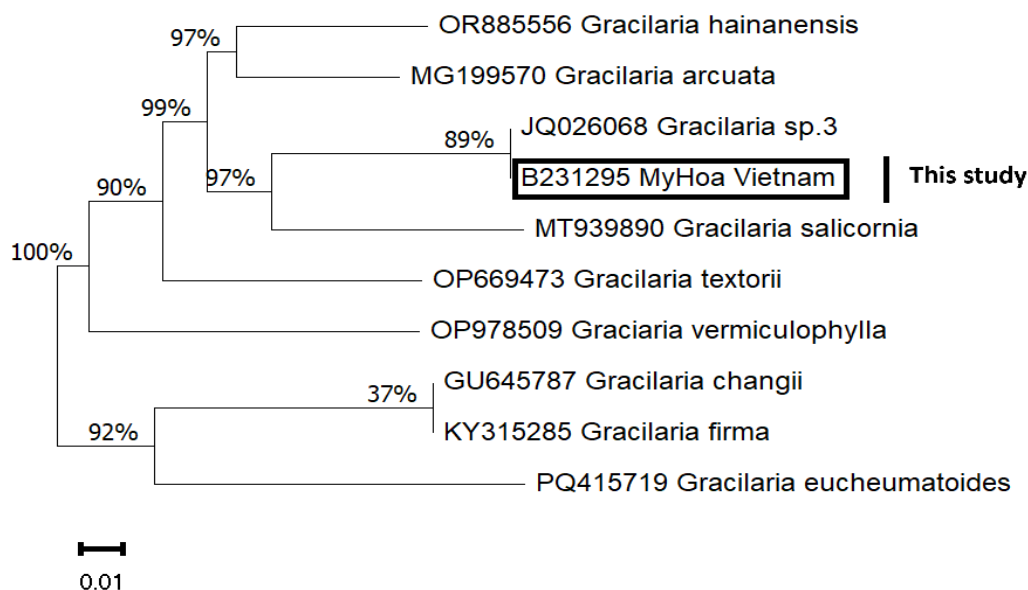 97%
OR885556 Gracilaria hainanensis
MG199570 Gracilaria arcuata
99%
JQ026068 Gracilaria sp.3
89%
B231295 MyHoa Vietnam
This study
97%
90%
MT939890 Gracilaria salicornia
100%
OP669473 Gracilaria textorii
OP978509 Graciaria vermiculophylla
GU645787 Gracilaria changii
37%
KY315285 Gracilaria firma
92%
PQ415719 Gracilaria eucheumatoides
0.01